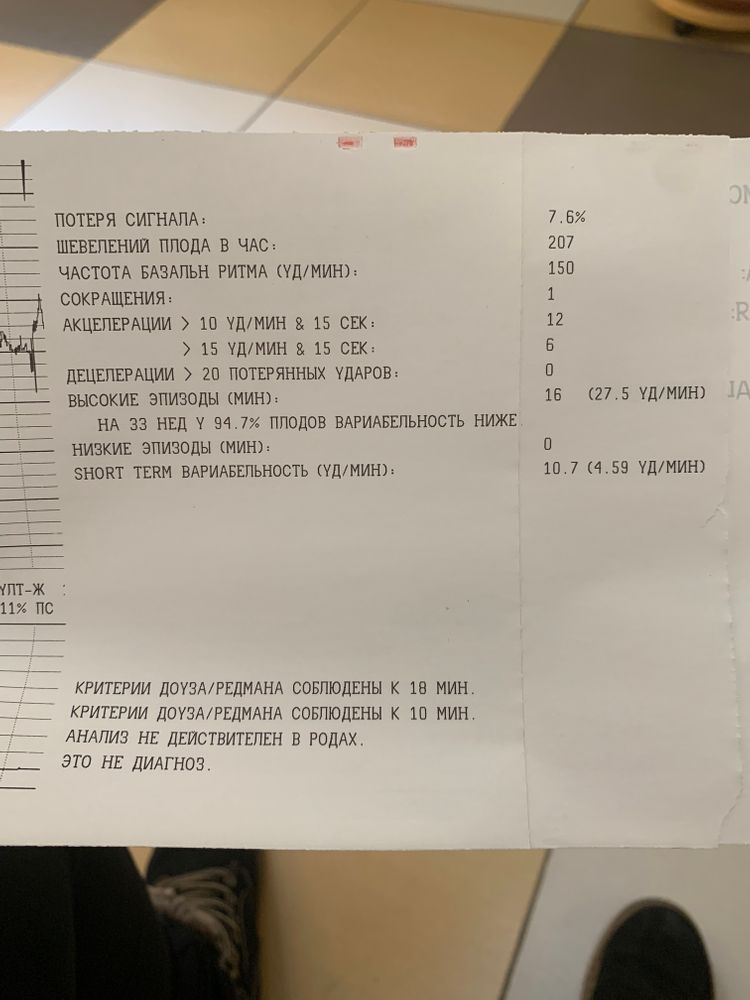 ПОТЕРЯ СИГНАЛА: 7.6%
ШЕВЕЛЕНИЙ ПЛОДА В ЧАС: 207
ЧАСТОТА БАЗАЛЬН РИТМА (УД/МИН): 150
СОКРАЩЕНИЯ: 1
АКЦЕЛЕРАЦИИ > 10 УД/МИН & 15 СЕК: 12
> 15 УД/МИН & 15 СЕК: 6
ДЕЦЕЛЕРАЦИИ > 20 ПОТЕРЯННЫХ УДАРОВ: 0
ВЫСОКИЕ ЭПИЗОДЫ (МИН): 16 (27.5 УД/МИН)
НА 33 НЕД У 94.7% ПЛОДОВ ВАРИАБЕЛЬНОСТЬ НИЖЕ
НИЗКИЕ ЭПИЗОДЫ (МИН): 0
SHORT TERM ВАРИАБЕЛЬНОСТЬ (УД/МИН): 10.7 (4.59 УД/МИН)
УЛТ-Ж
11% ПС
КРИТЕРИИ ДОУЗА/РЕДМАНА СОБЛЮДЕНЫ К 18 МИН.
КРИТЕРИИ ДОУЗА/РЕДМАНА СОБЛЮДЕНЫ К 10 МИН.
АНАЛИЗ НЕ ДЕЙСТВИТЕЛЕН В РОДАХ.
ЭТО НЕ ДИАГНОЗ.